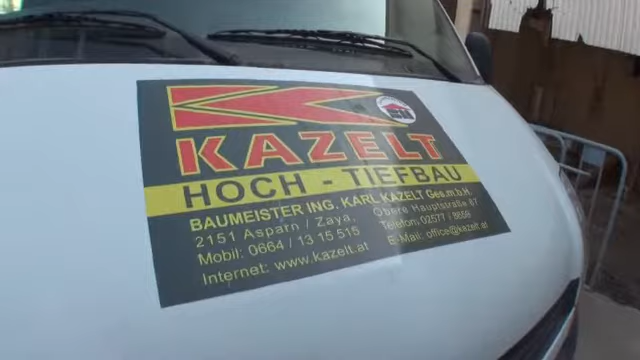 KAZELT
HOCH - TIEFBAU
BAUMEISTER ING. KARL KAZELT Ges.m.b.H.
2151 Asparn / Zaya, Obere Hauptstraße 87
Mobil: 0664 / 13 15 515 Telefon: 02577 / 8659
Internet: www.kazelt.at E-Mail: office@kazelt.at